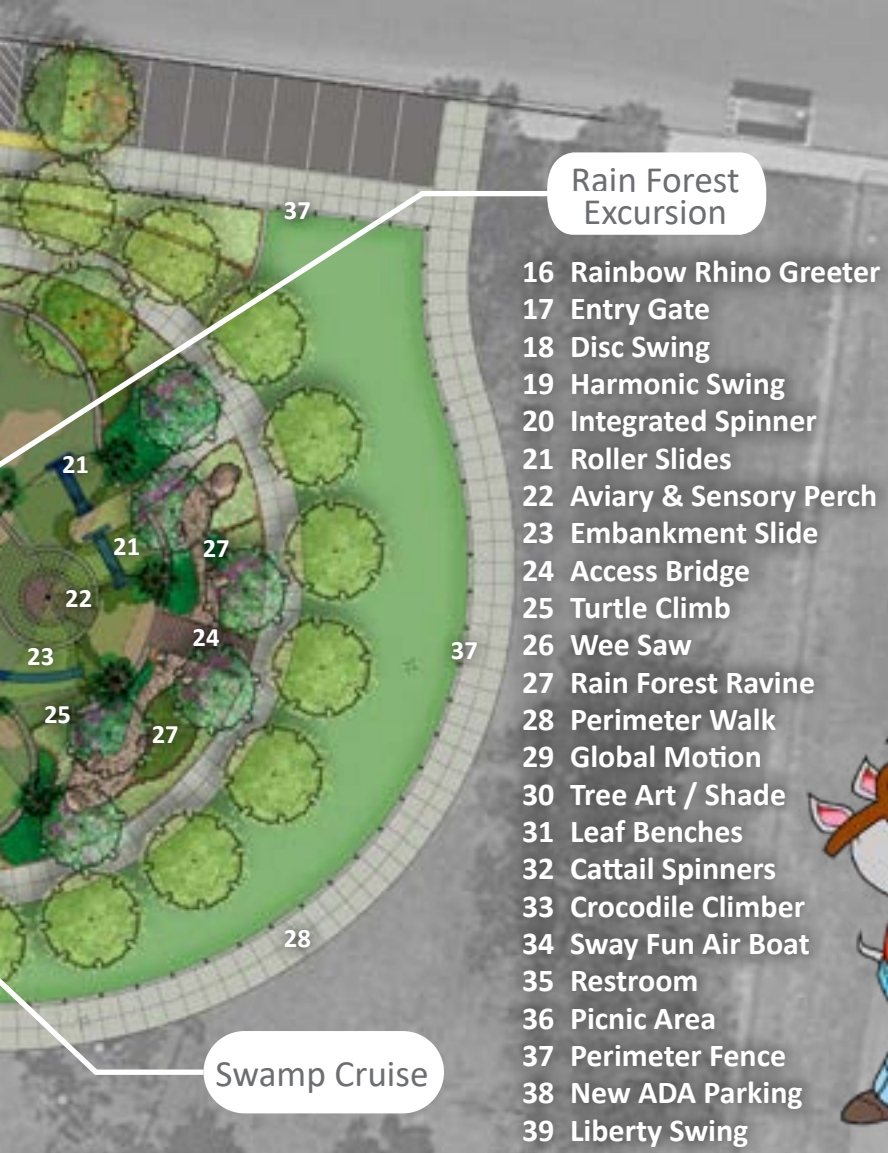 37
Rain Forest
Excursion
16 Rainbow Rhino Greeter
17 Entry Gate
18 Disc Swing
19 Harmonic Swing
20 Integrated Spinner
21 Roller Slides
22 Aviary & Sensory Perch
23 Embankment Slide
24 Access Bridge
25 Turtle Climb
26 Wee Saw
27 Rain Forest Ravine
28 Perimeter Walk
29 Global Motion
30 Tree Art / Shade
31 Leaf Benches
32 Cattail Spinners
33 Crocodile Climber
34 Sway Fun Air Boat
35 Restroom
36 Picnic Area
37 Perimeter Fence
38 New ADA Parking
39 Liberty Swing
21
21
27
22
24
23
37
25
27
28
Swamp Cruise